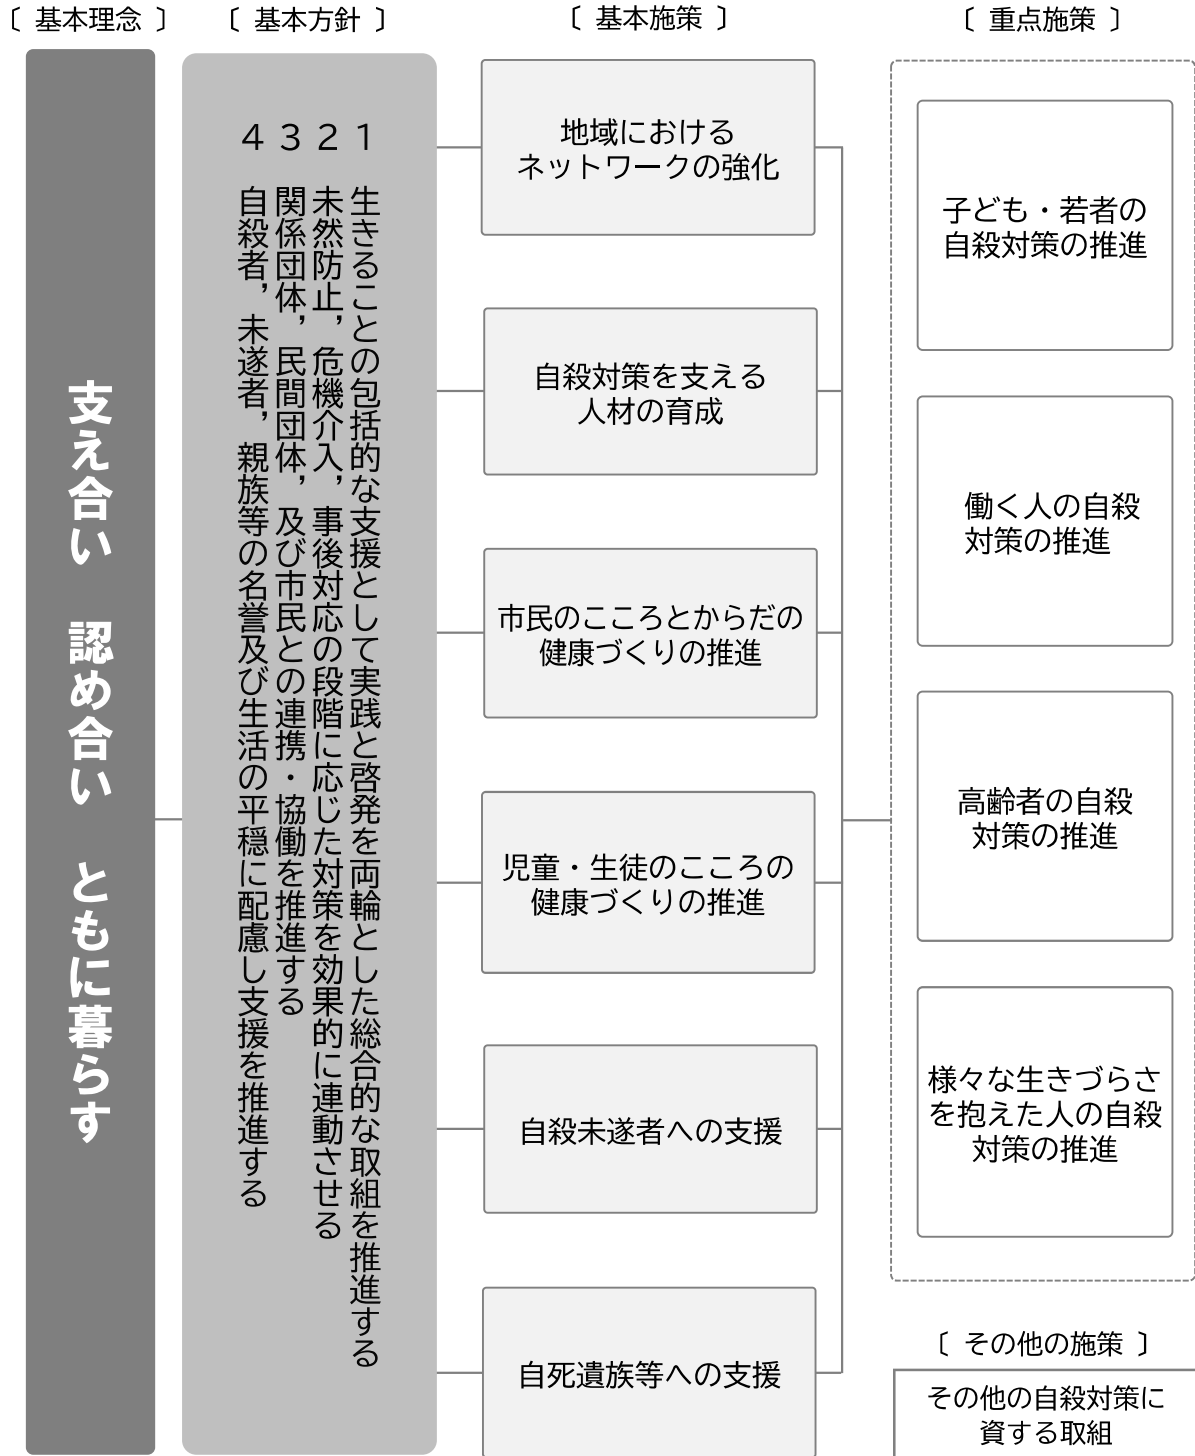 〔 基本理念 〕
支え合い　認め合い　ともに暮らす
〔 基本方針 〕
１　生きることの包括的な支援として実践と啓発を両輪とした総合的な取組を推進する
２　未然防止，危機介入，事後対応の段階に応じた対策を効果的に連動させる
３　関係団体，民間団体，及び市民との連携・協働を推進する
４　自殺者，未遂者，親族等の名誉及び生活の平穏に配慮し支援を推進する
〔 基本施策 〕
地域における
ネットワークの強化
自殺対策を支える
人材の育成
市民のこころとからだの
健康づくりの推進
児童・生徒のこころの
健康づくりの推進
自殺未遂者への支援
自死遺族等への支援
〔 重点施策 〕
子ども・若者の
自殺対策の推進
働く人の自殺
対策の推進
高齢者の自殺
対策の推進
様々な生きづらさ
を抱えた人の自殺
対策の推進
〔 その他の施策 〕
その他の自殺対策に
資する取組